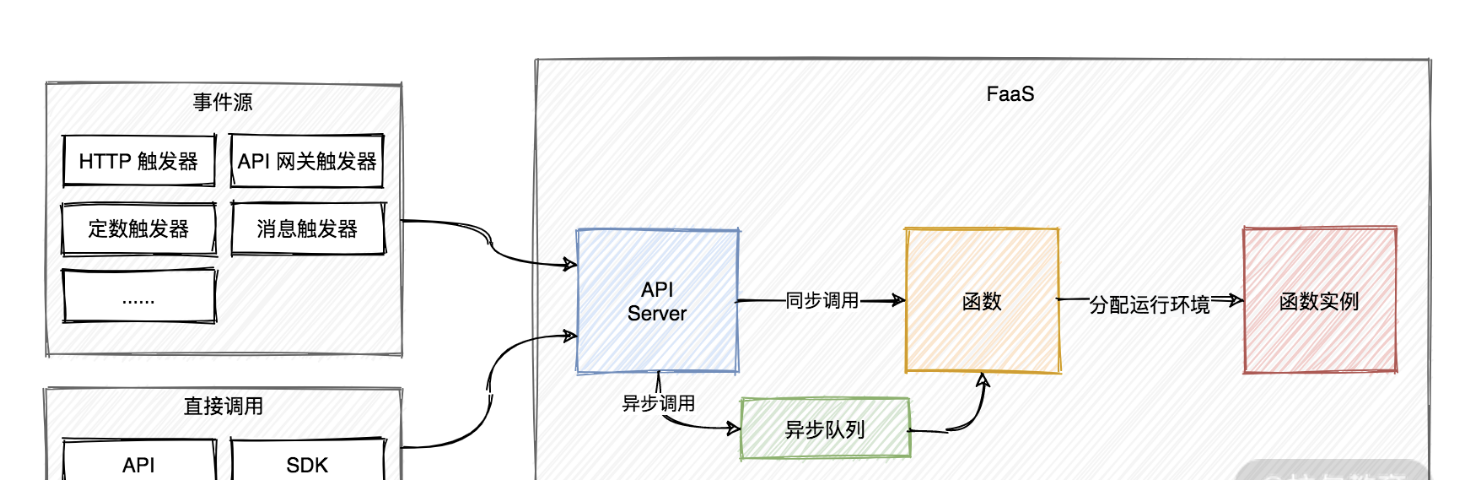 事件源
HTTP 触发器
API 网关触发器
定数触发器
消息触发器
......
直接调用
API
SDK
FaaS
API
Server
同步调用
函数
分配运行环境
函数实例
异步调用
异步队列